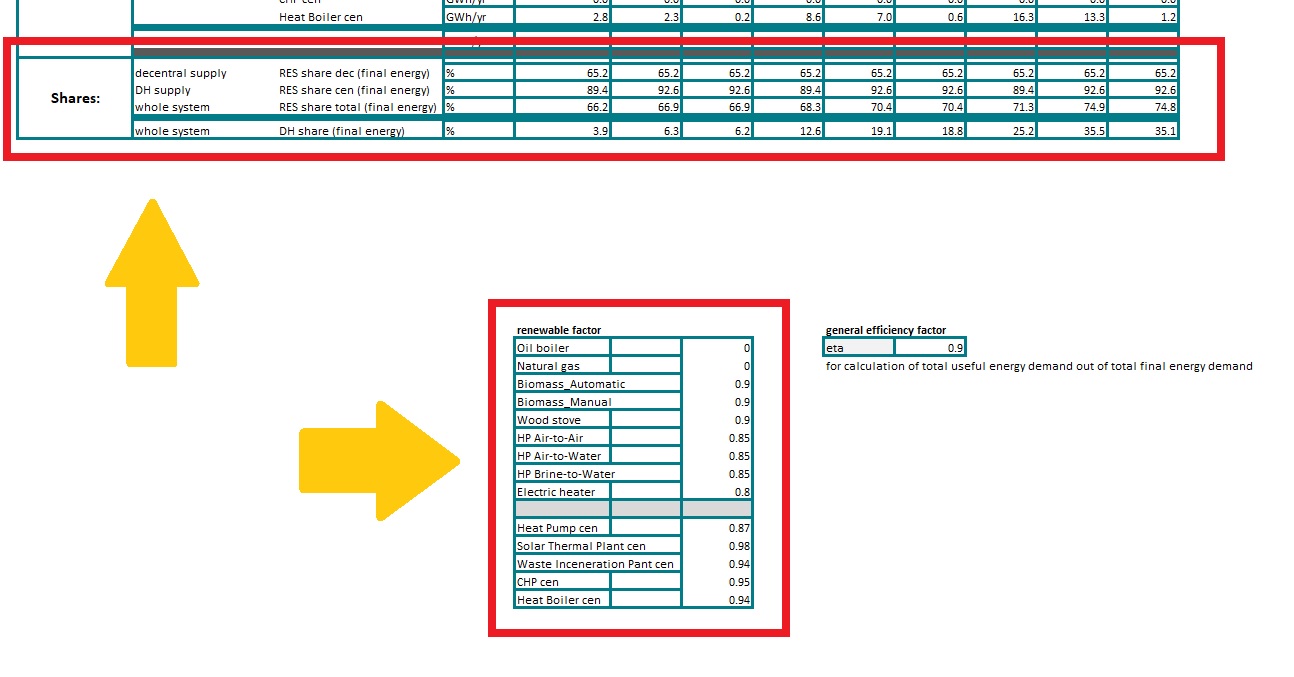 Heat Boiler cen GWh/yr 2.8 2.3 0.2 8.6 7.0 0.6 16.3 13.3 1.2
Shares:
decentral supply RES share dec (final energy) % 65.2 65.2 65.2 65.2 65.2 65.2 65.2 65.2 65.2
DH supply RES share cen (final energy) % 89.4 92.6 92.6 89.4 92.6 92.6 89.4 92.6 92.6
whole system RES share total (final energy) % 66.2 66.9 66.9 68.3 70.4 70.4 71.3 74.9 74.8
whole system DH share (final energy) % 3.9 6.3 6.2 12.6 19.1 18.8 25.2 35.5 35.1
renewable factor
Oil boiler 0
Natural gas 0
Biomass_Automatic 0.9
Biomass_Manual 0.9
Wood stove 0.9
HP Air-to-Air 0.85
HP Air-to-Water 0.85
HP Brine-to-Water 0.85
Electric heater 0.8
Heat Pump cen 0.87
Solar Thermal Plant cen 0.98
Waste Inceneration Pant cen 0.94
CHP cen 0.95
Heat Boiler cen 0.94
general efficiency factor
eta 0.9
for calculation of total useful energy demand out of total final energy demand